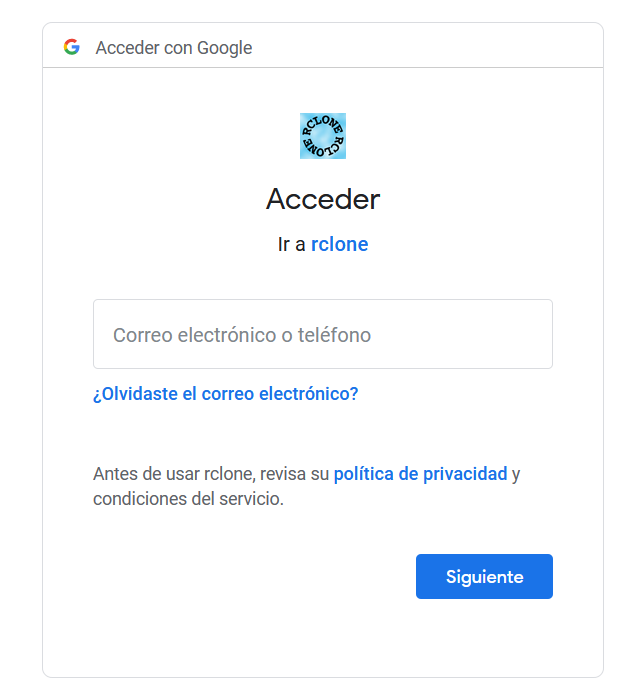 Acceder con Google
RCLONE RCLONE
Acceder
Ir a rclone
Correo electrónico o teléfono
¿Olvidaste el correo electrónico?
Antes de usar rclone, revisa su política de privacidad y
condiciones del servicio.
Siguiente